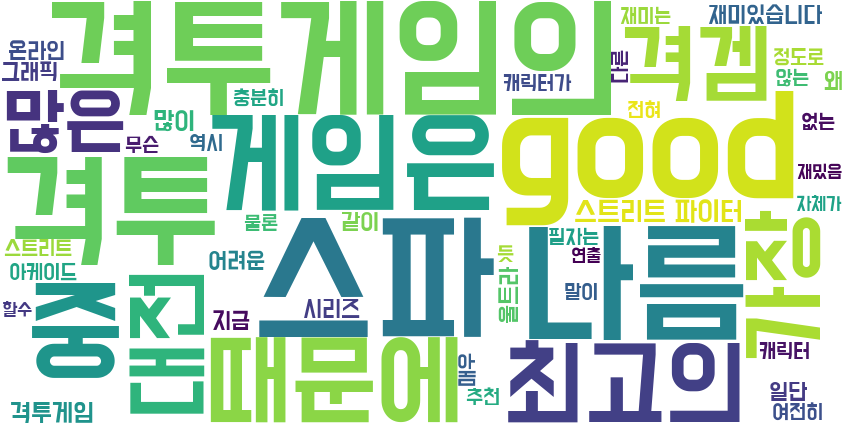 격투게임의
재미는
재미있습니다
온라인
격겜
다른
정도로
그래픽
캐릭터가
않는
왜
많은
충분히
good
많이
전혀
게임은
없는
무슨
역시
격투
재밌음
자체가
스트리트 파이터
물론
같이
스파
나름
필자는
스트리트
듯
연출
어려운
아케이드
울트라
중
말이
할수
시리즈
지금
때문에
최고의
캐릭터
추천
일단
격투게임
여전히